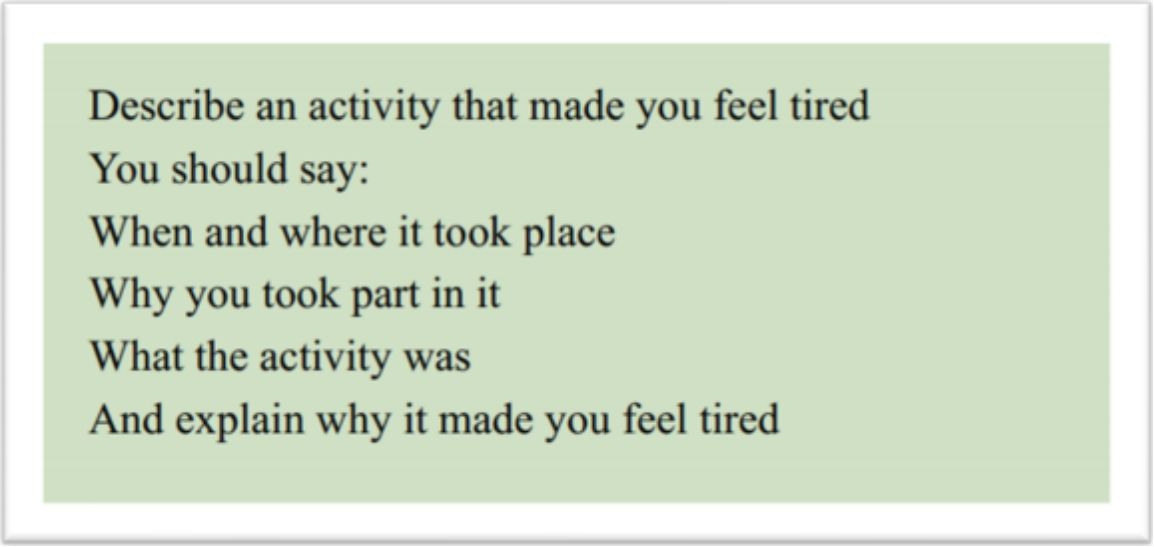 Describe an activity that made you feel tired
You should say:
When and where it took place
Why you took part in it
What the activity was
And explain why it made you feel tired